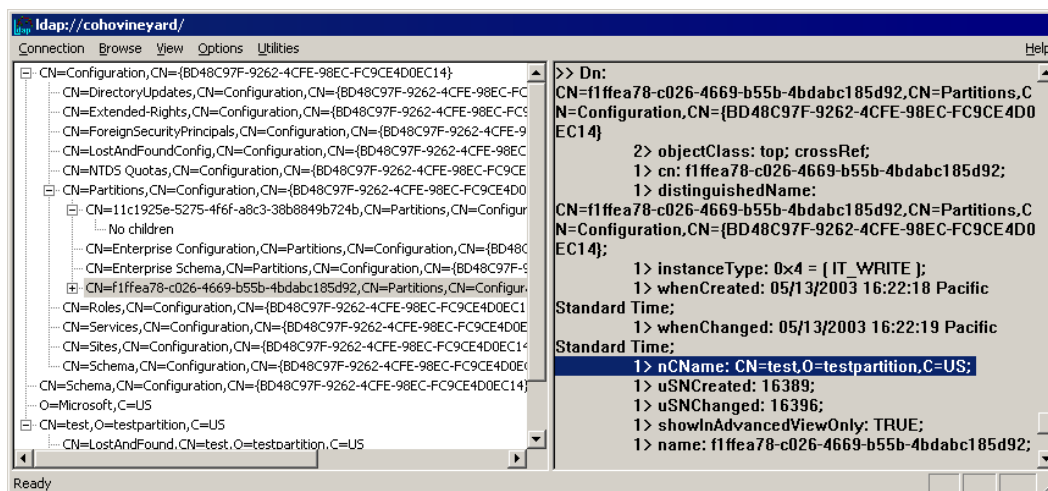 ldap://cohovineyard/
Connection Browse View Options Utilities Help
CN=Configuration,CN={BD48C97F-9262-4CFE-98EC-FC9CE4D0EC14}
CN=DirectoryUpdates,CN=Configuration,CN={BD48C97F-9262-4CFE-98EC-FC
CN=Extended-Rights,CN=Configuration,CN={BD48C97F-9262-4CFE-98EC-FC9
CN=ForeignSecurityPrincipals,CN=Configuration,CN={BD48C97F-9262-4CFE-9
CN=LostAndFoundConfig,CN=Configuration,CN={BD48C97F-9262-4CFE-98EC
CN=NTDS Quotas,CN=Configuration,CN={BD48C97F-9262-4CFE-98EC-FC9CE
CN=Partitions,CN=Configuration,CN={BD48C97F-9262-4CFE-98EC-FC9CE4D0
CN=11c1925e-5275-4f6f-a8c3-38b8849b724b,CN=Partitions,CN=Configur
No children
CN=Enterprise Configuration,CN=Partitions,CN=Configuration,CN={BD48C
CN=Enterprise Schema,CN=Partitions,CN=Configuration,CN={BD48C97F-9
CN=f1ffea78-c026-4669-b55b-4bdabc185d92,CN=Partitions,CN=Configur
CN=Roles,CN=Configuration,CN={BD48C97F-9262-4CFE-98EC-FC9CE4D0EC1
CN=Services,CN=Configuration,CN={BD48C97F-9262-4CFE-98EC-FC9CE4D0E
CN=Sites,CN=Configuration,CN={BD48C97F-9262-4CFE-98EC-FC9CE4D0EC14
CN=Schema,CN=Configuration,CN={BD48C97F-9262-4CFE-98EC-FC9CE4D0EC14}
O=Microsoft,C=US
CN=test,O=testpartition,C=US
CN=LostAndFound,CN=test,O=testpartition,C=US
>> Dn:
CN=f1ffea78-c026-4669-b55b-4bdabc185d92,CN=Partitions,C
N=Configuration,CN={BD48C97F-9262-4CFE-98EC-FC9CE4D0
EC14}
2> objectClass: top; crossRef;
1> cn: f1ffea78-c026-4669-b55b-4bdabc185d92;
1> distinguishedName:
CN=f1ffea78-c026-4669-b55b-4bdabc185d92,CN=Partitions,C
N=Configuration,CN={BD48C97F-9262-4CFE-98EC-FC9CE4D0
EC14};
1> instanceType: 0x4 = ( IT_WRITE );
1> whenCreated: 05/13/2003 16:22:18 Pacific
Standard Time;
1> whenChanged: 05/13/2003 16:22:19 Pacific
Standard Time;
1> nCName: CN=test,O=testpartition,C=US;
1> uSNCreated: 16389;
1> uSNChanged: 16396;
1> showInAdvancedViewOnly: TRUE;
1> name: f1ffea78-c026-4669-b55b-4bdabc185d92;
Ready